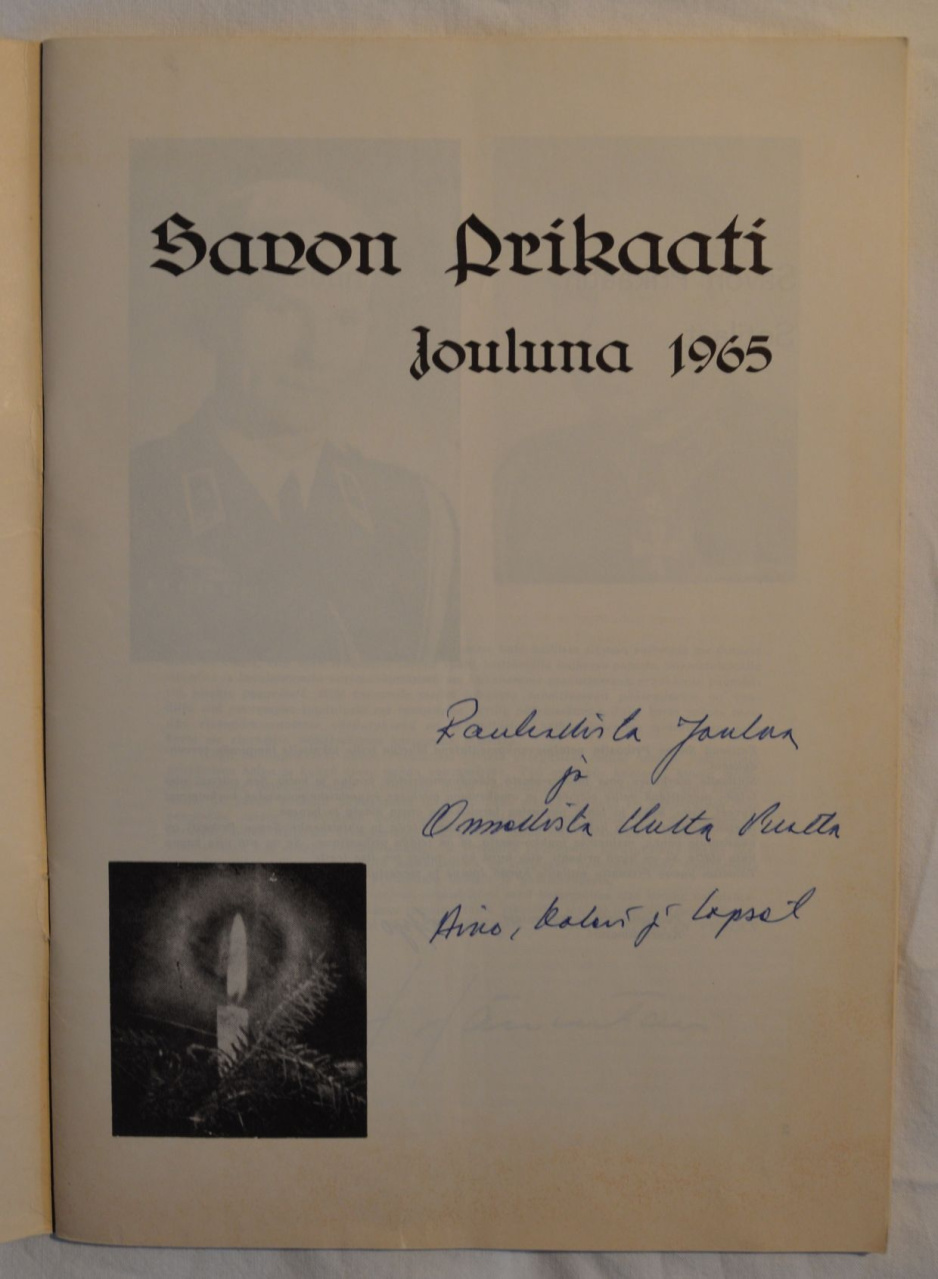 Savon Prikaati
Jouluna 1965
Rauhallista Joulua
ja
Onnellista Uutta Vuotta
Aino, Kalevi ja lapset